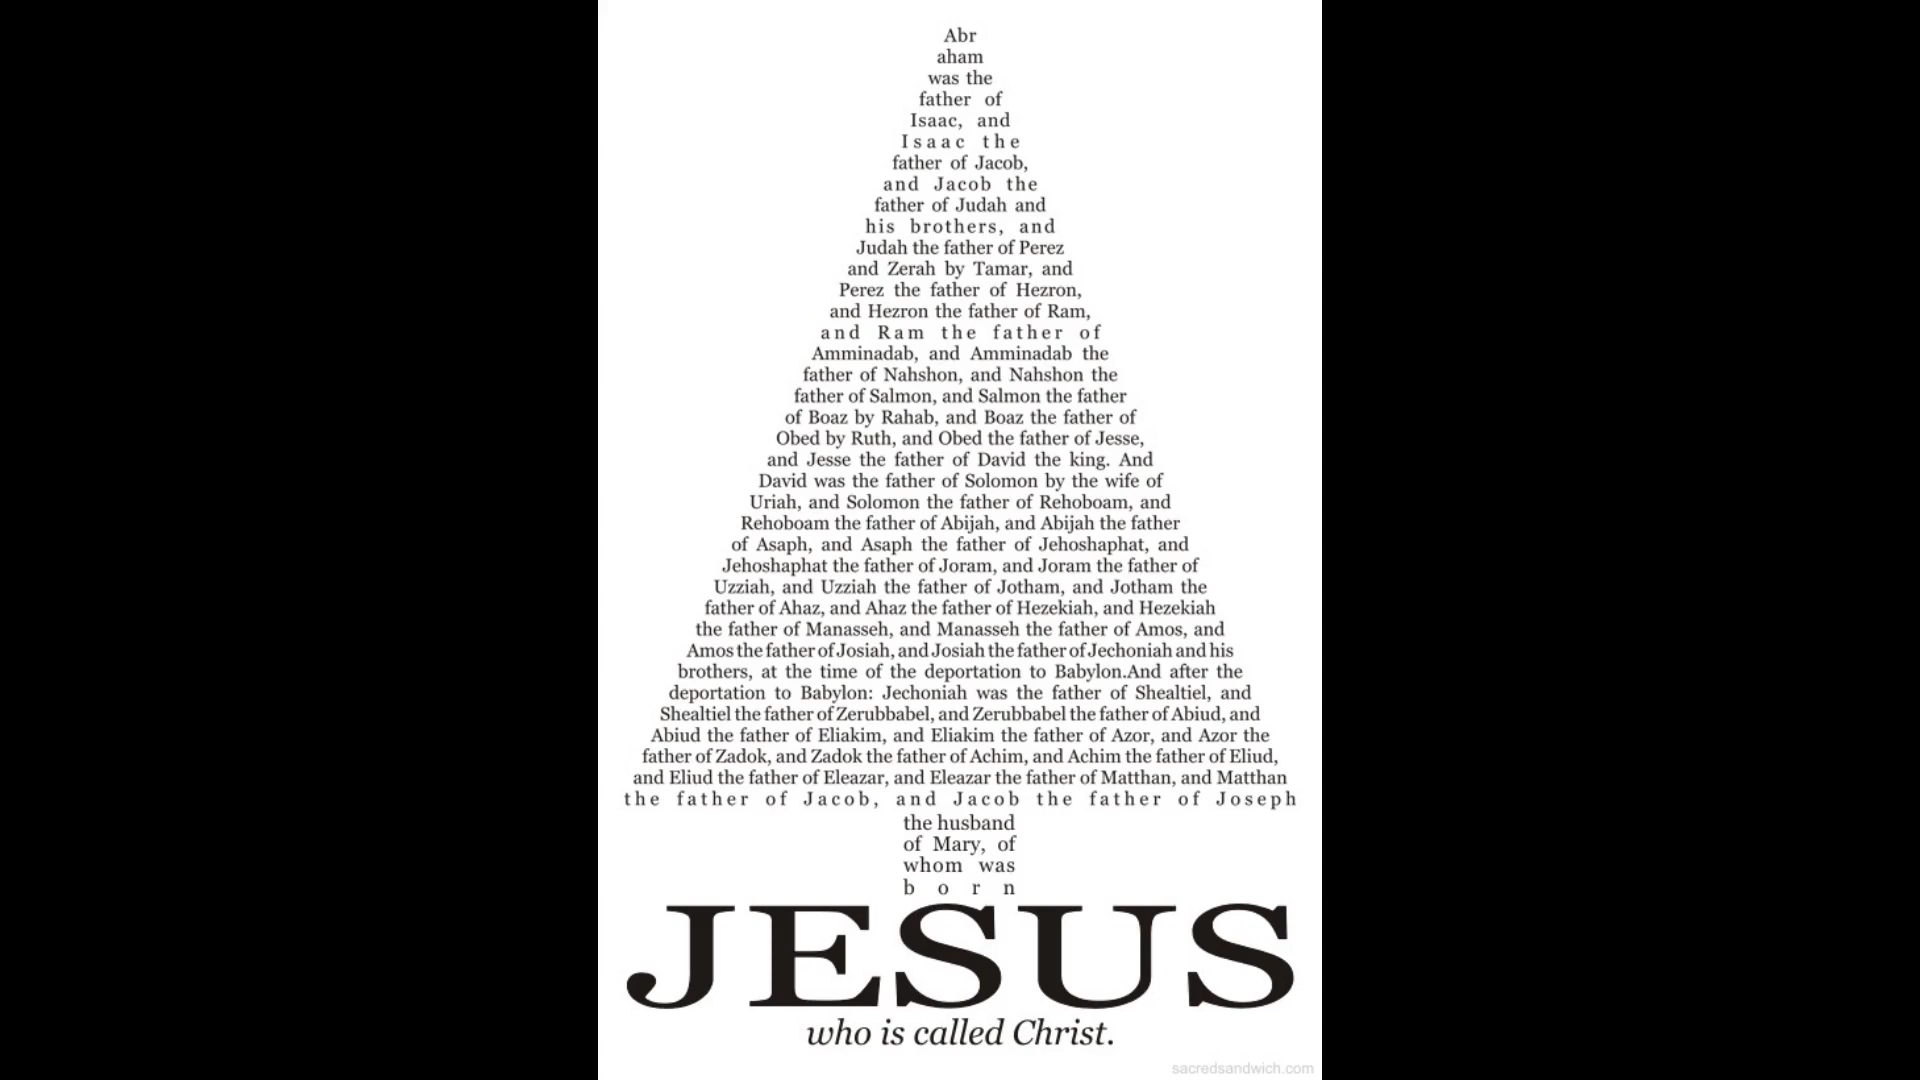 Abr
aham
was the
father of
Isaac, and
Isaac the
father of Jacob,
and Jacob the
father of Judah and
his brothers, and
Judah the father of Perez
and Zerah by Tamar, and
Perez the father of Hezron,
and Hezron the father of Ram,
and Ram the father of
Amminadab, and Amminadab the
father of Nahshon, and Nahshon the
father of Salmon, and Salmon the father
of Boaz by Rahab, and Boaz the father of
Obed by Ruth, and Obed the father of Jesse,
and Jesse the father of David the king. And
David was the father of Solomon by the wife of
Uriah, and Solomon the father of Rehoboam, and
Rehoboam the father of Abijah, and Abijah the father
of Asaph, and Asaph the father of Jehoshaphat, and
Jehoshaphat the father of Joram, and Joram the father of
Uzziah, and Uzziah the father of Jotham, and Jotham the
father of Ahaz, and Ahaz the father of Hezekiah, and Hezekiah
the father of Manasseh, and Manasseh the father of Amos, and
Amos the father of Josiah, and Josiah the father of Jechoniah and his
brothers, at the time of the deportation to Babylon.And after the
deportation to Babylon: Jechoniah was the father of Shealtiel, and
Shealtiel the father of Zerubbabel, and Zerubbabel the father of Abiud, and
Abiud the father of Eliakim, and Eliakim the father of Azor, and Azor the
father of Zadok, and Zadok the father of Achim, and Achim the father of Eliud,
and Eliud the father of Eleazar, and Eleazar the father of Matthan, and Matthan
the father of Jacob, and Jacob the father of Joseph
the husband
of Mary, of
whom was
born
JESUS
who is called Christ.
sacredsandwich.com